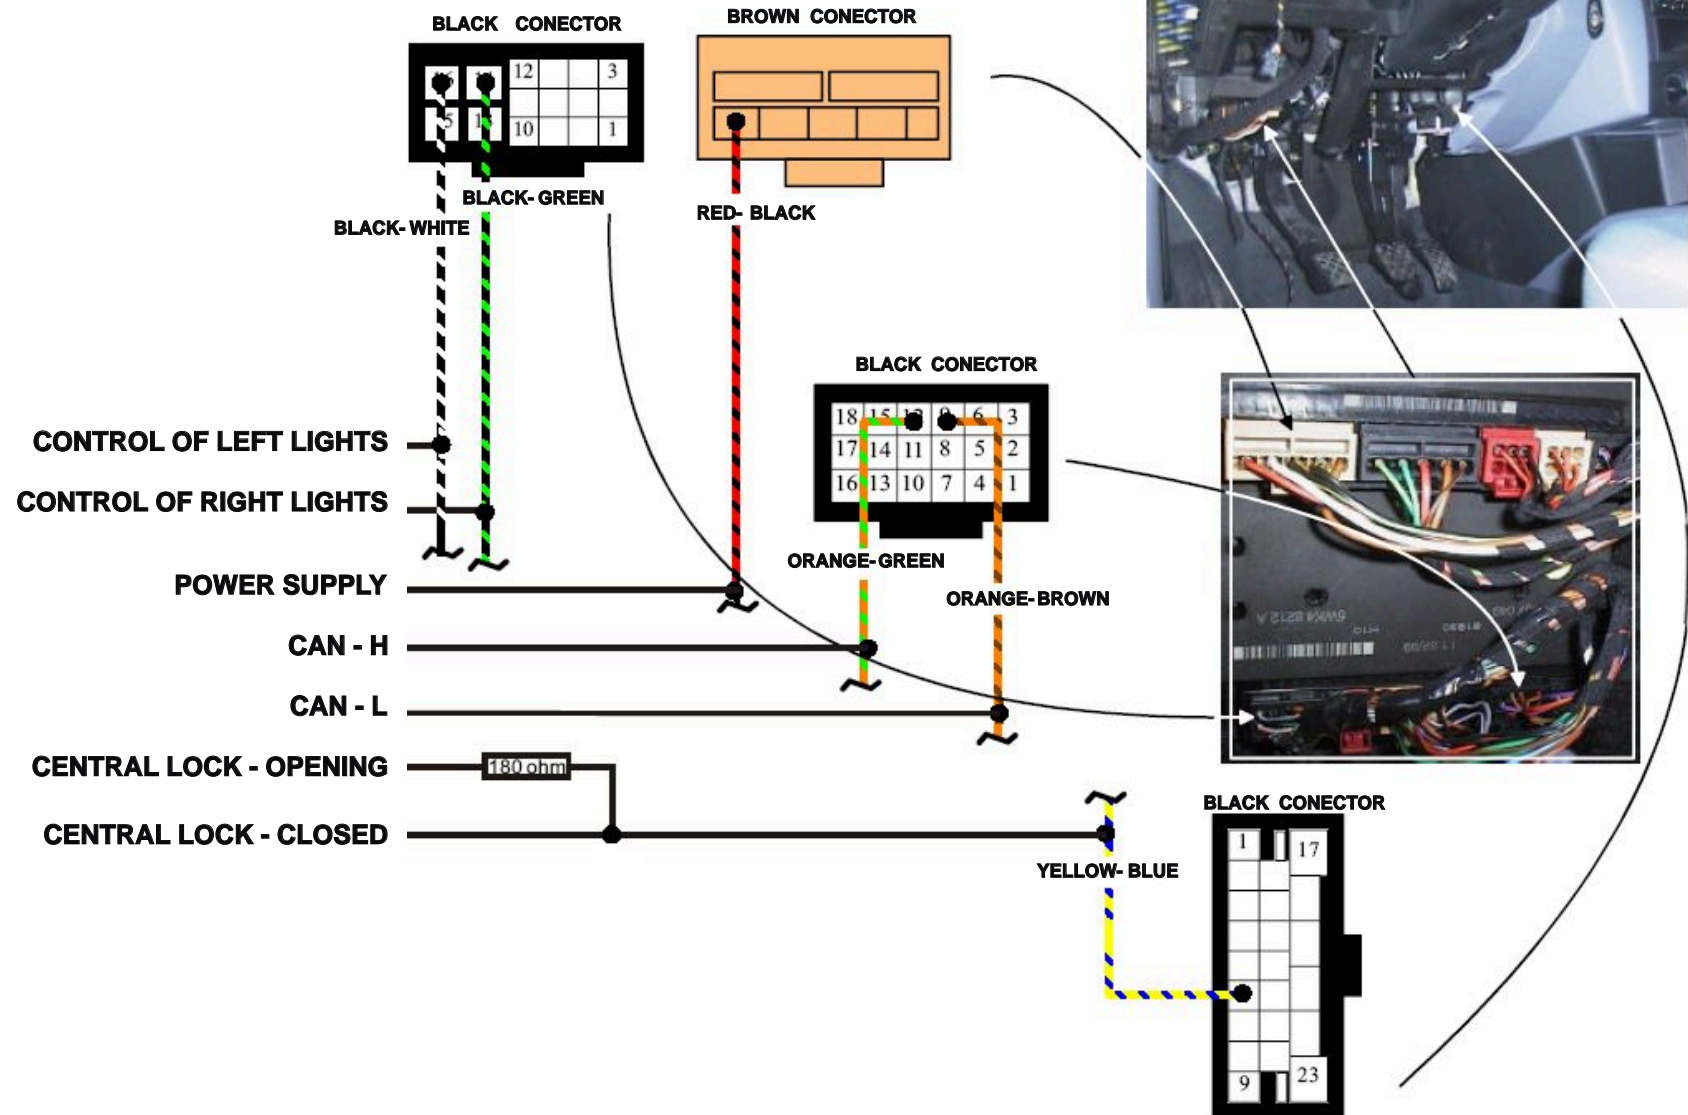 BLACK CONECTOR
BROWN CONECTOR
12
3
10
1
BLACK-GREEN
BLACK-WHITE
RED- BLACK
BLACK CONECTOR
18 15 6 3
17 14 11 8 5 2
16 13 10 7 4 1
CONTROL OF LEFT LIGHTS
CONTROL OF RIGHT LIGHTS
ORANGE-GREEN
POWER SUPPLY
ORANGE-BROWN
CAN - H
CAN - L
CENTRAL LOCK - OPENING
180 ohm
CENTRAL LOCK - CLOSED
BLACK CONECTOR
1
17
YELLOW- BLUE
9
23